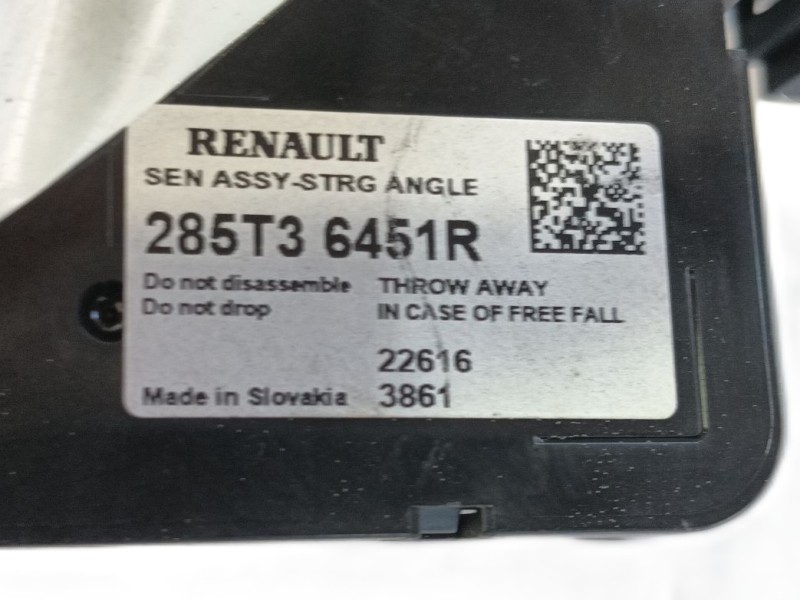 RENAULT
SEN ASSY-STRG ANGLE
285T3 6451R
Do not disassemble THROW AWAY
Do not drop IN CASE OF FREE FALL
22616
Made in Slovakia 3861